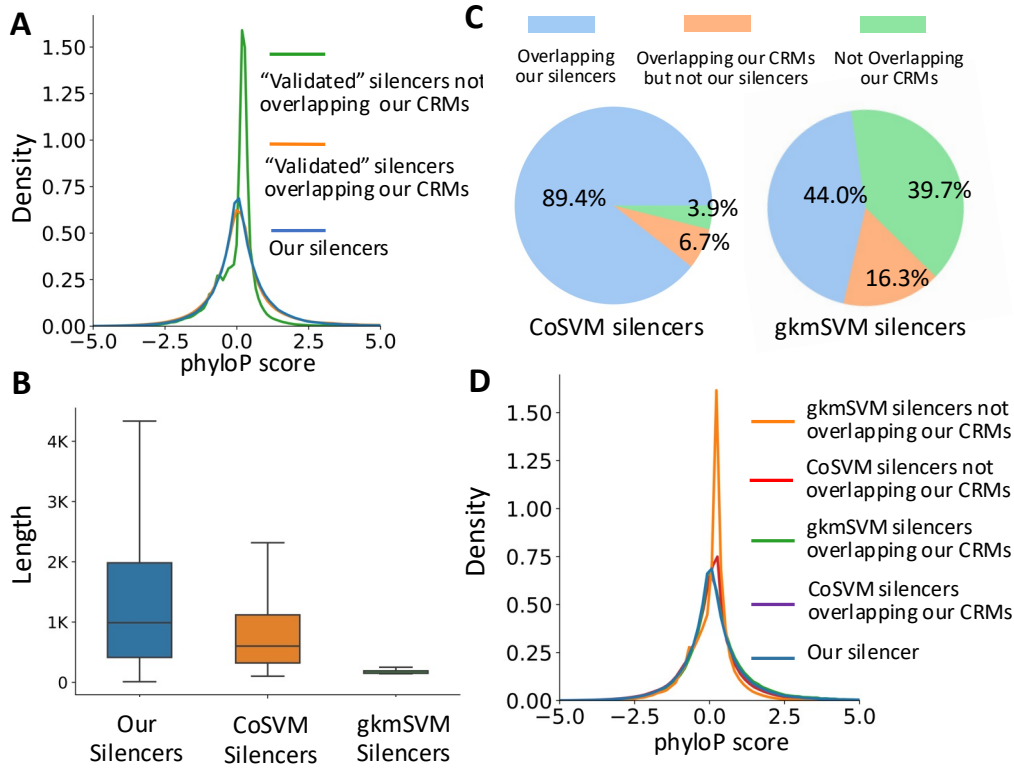 A
Density
1.50
1.25
1.00
0.75
0.50
0.25
0.00
−5.0
−2.5
0.0
2.5
5.0
phyloP score
“Validated” silencers not
overlapping our CRMs
“Validated” silencers
overlapping our CRMs
Our silencers
C
Overlapping
our silencers
Overlapping our CRMs
but not our silencers
Not Overlapping
our CRMs
89.4%
3.9%
6.7%
CoSVM silencers
44.0%
39.7%
16.3%
gkmSVM silencers
B
Length
4K
3K
2K
1K
0
Our
Silencers
CoSVM
Silencers
gkmSVM
Silencers
D
Density
1.50
1.25
1.00
0.75
0.50
0.25
0.00
−5.0
−2.5
0.0
2.5
5.0
phyloP score
gkmSVM silencers not
overlapping our CRMs
CoSVM silencers not
overlapping our CRMs
gkmSVM silencers
overlapping our CRMs
CoSVM silencers
overlapping our CRMs
Our silencer